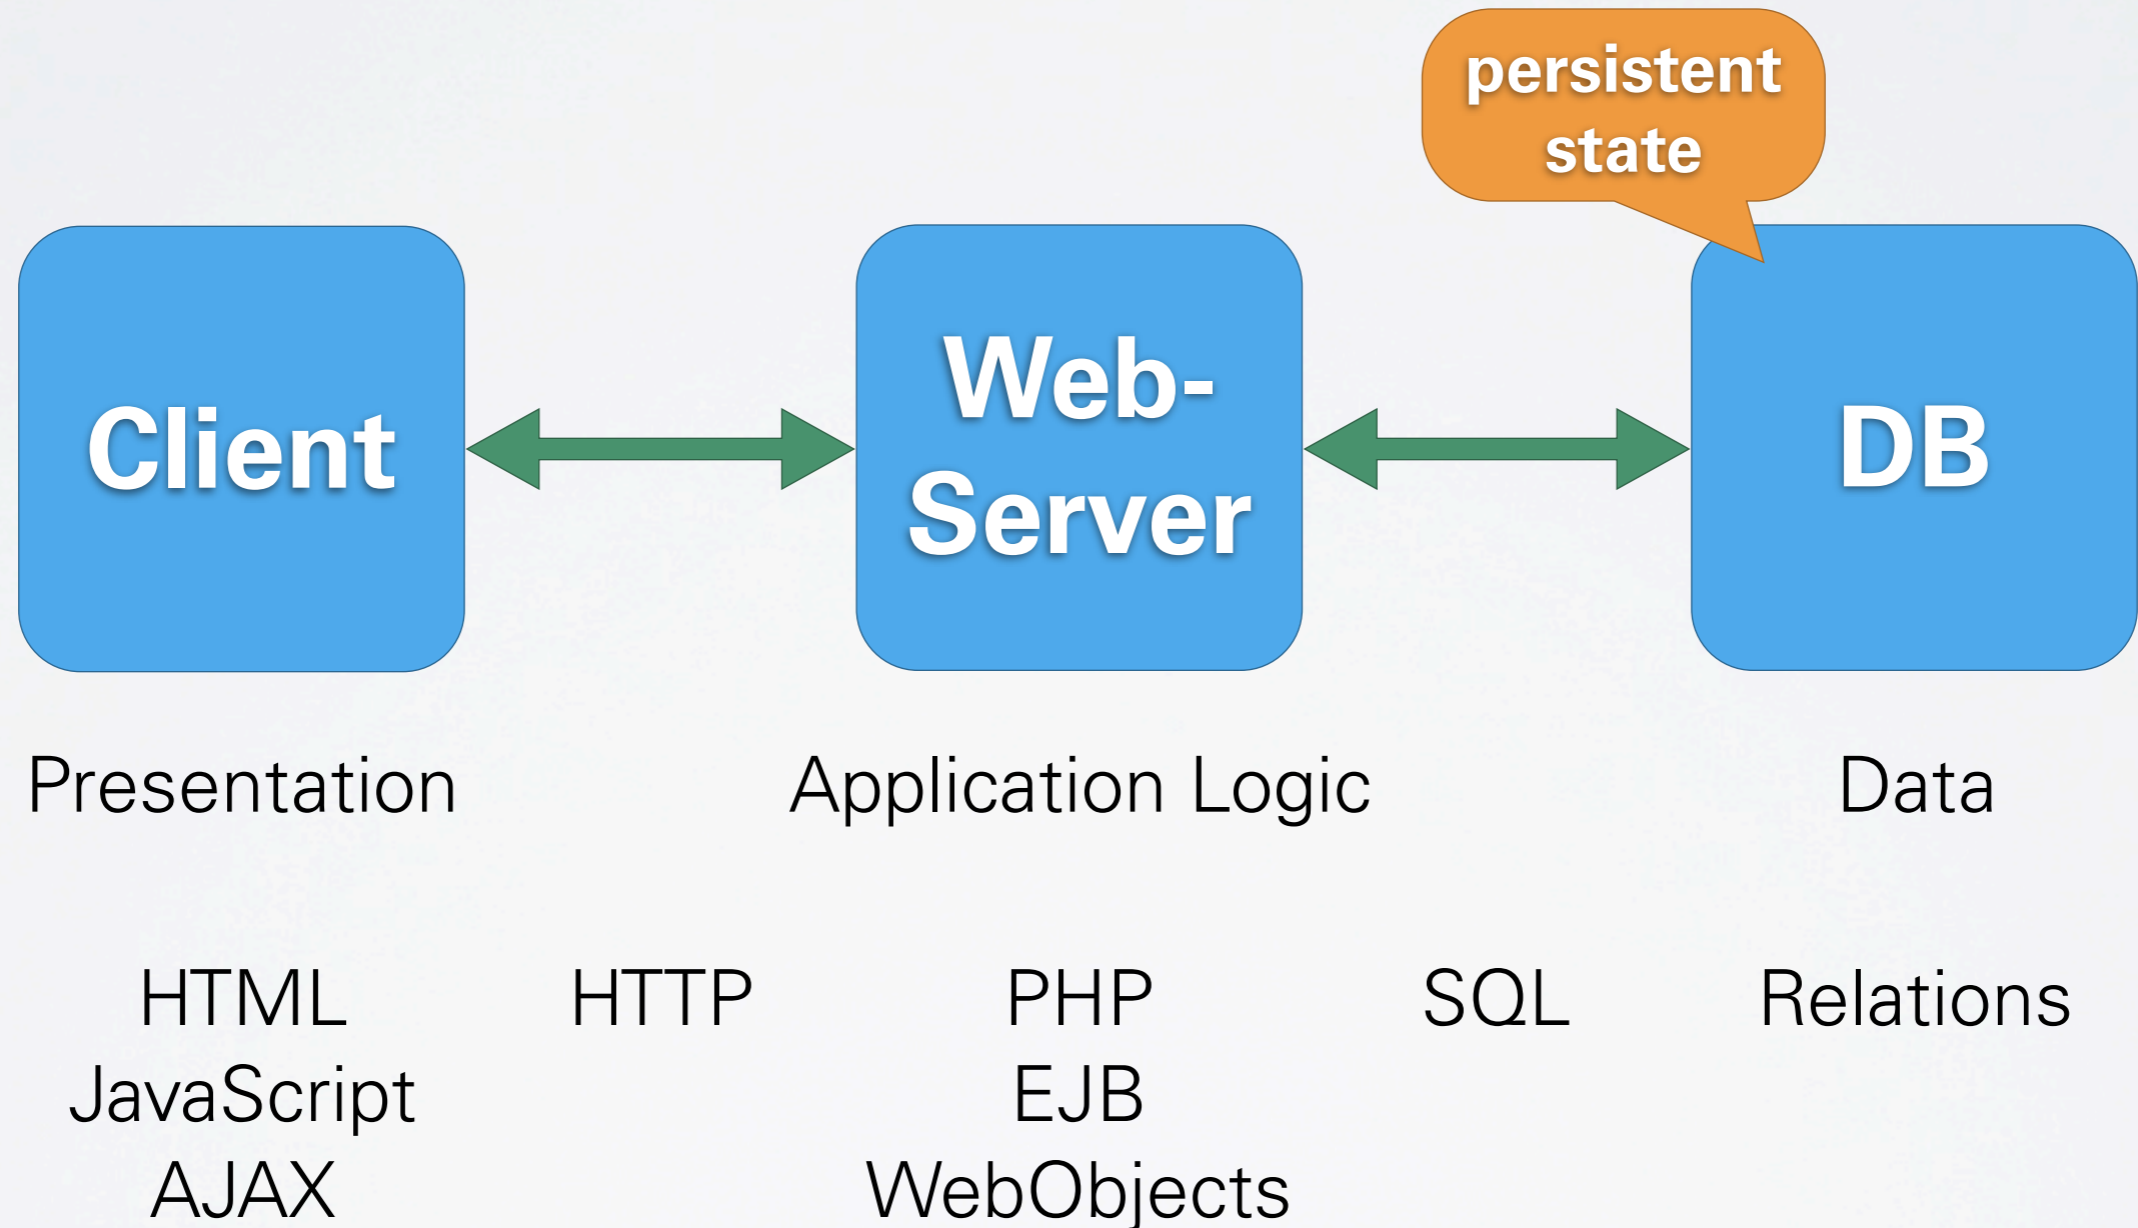 persistent
state
Client
Web-
Server
DB
Presentation
Application Logic
Data
HTML
HTTP
PHP
SQL
Relations
JavaScript
EJB
AJAX
WebObjects